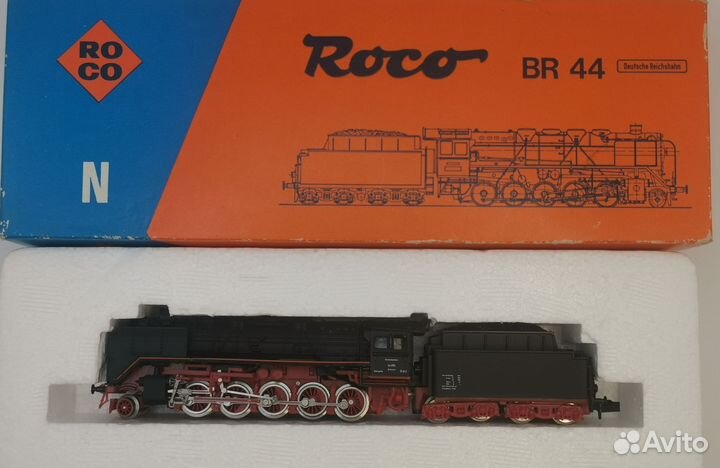 RO
CO
Roco
BR 44
Deutsche Reichsbahn
N
Avito